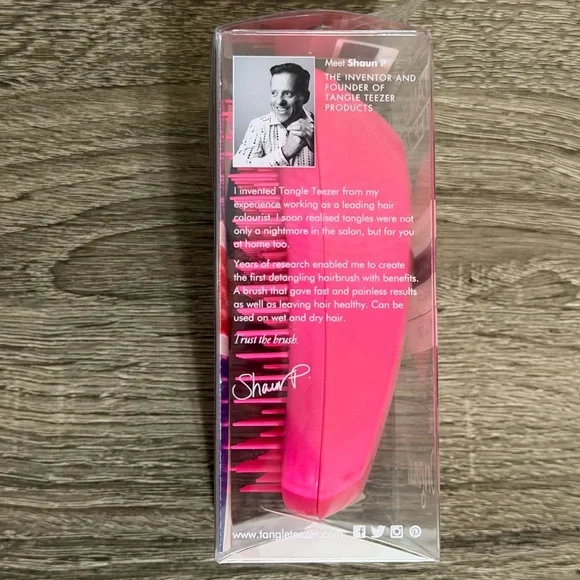 Meet Shaun P
THE INVENTOR AND
FOUNDER OF
TANGLE TEEZER
PRODUCTS
I invented Tangle Teezer from my
experience working as a leading hair
colourist. I soon realised tangles were not
only a nightmare in the salon, but for you
at home too.
Years of research enabled me to create
the first detangling hairbrush with benefits.
A brush that gave fast and painless results
as well as leaving hair healthy. Can be
used on wet and dry hair.
Trust the brush.
Shaun P.
www.tangleteezer.com